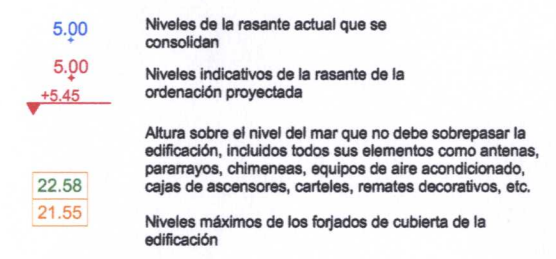 5.00
Niveles de la rasante actual que se
consolidan
5.00
+5.45
Niveles indicativos de la rasante de la
ordenación proyectada
Altura sobre el nivel del mar que no debe sobrepasar la
edificación, incluidos todos sus elementos como antenas,
pararrayos, chimeneas, equipos de aire acondicionado,
cajas de ascensores, carteles, remates decorativos, etc.
22.58
21.55
Niveles máximos de los forjados de cubierta de la
edificación